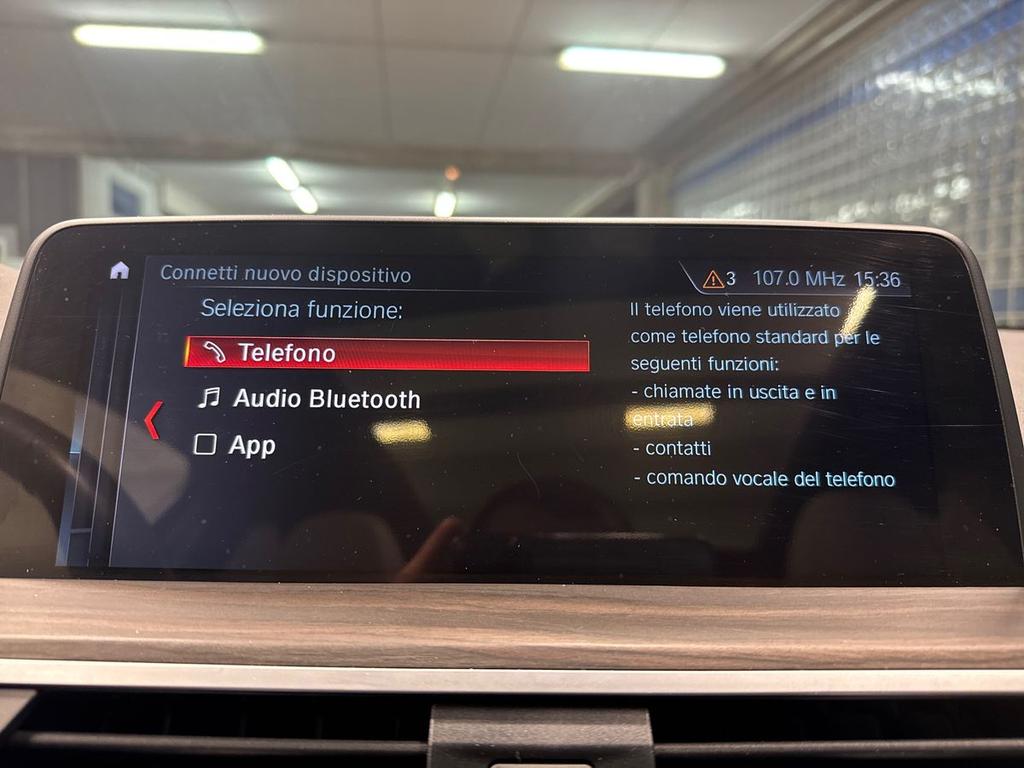 Connetti nuovo dispositivo
3 107.0 MHz 15:36
Seleziona funzione:
Telefono
Audio Bluetooth
App
Il telefono viene utilizzato
come telefono standard per le
seguenti funzioni:
- chiamate in uscita e in
entrata
- contatti
- comando vocale del telefono